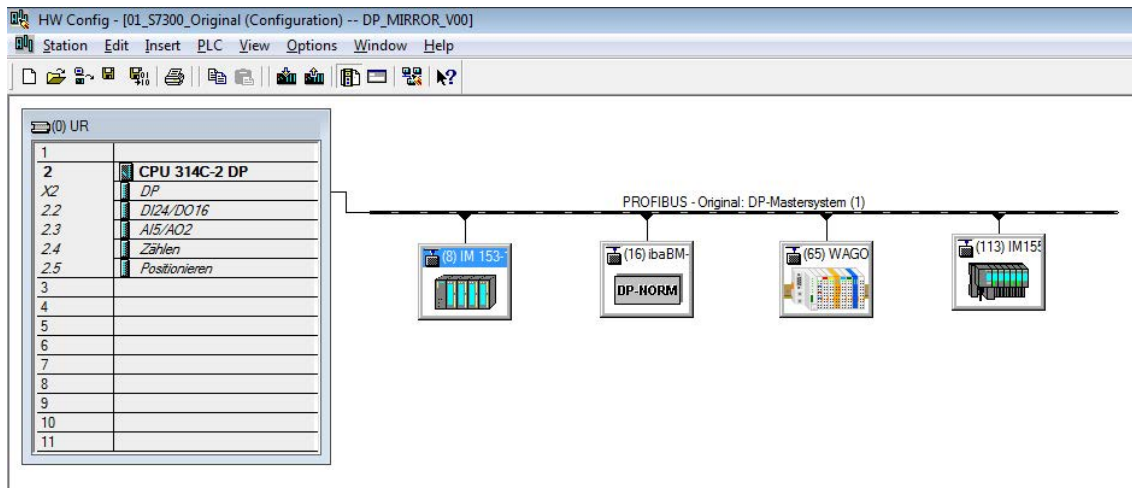 HW Config - [01_S7300_Original (Configuration) -- DP_MIRROR_V00]
Station Edit Insert PLC View Options Window Help
(0) UR
1
2 CPU 314C-2 DP
X2 DP
2.2 DI24/DO16
2.3 AI5/AO2
2.4 Zählen
2.5 Positionieren
3
4
5
6
7
8
9
10
11
PROFIBUS - Original: DP-Mastersystem (1)
(8) IM 153-
(16) ibaBM-
DP-NORM
(65) WAGO
(113) IM155